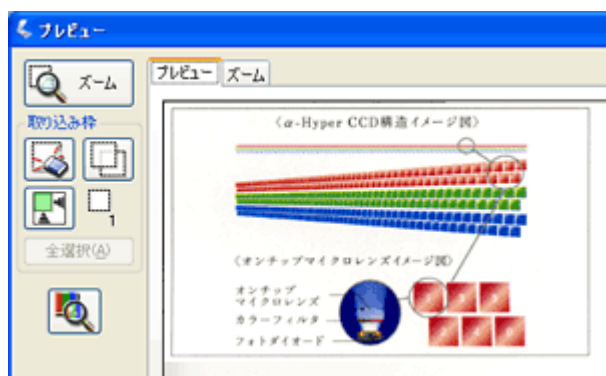 プレビュー
ズーム
プレビュー ズーム
取り込み枠
1
全選択(A)
〈α-Hyper CCD構造イメージ図〉
〈オンチップマイクロレンズイメージ図〉
オンチップ
マイクロレンズ
カラーフィルタ
フォトダイオード